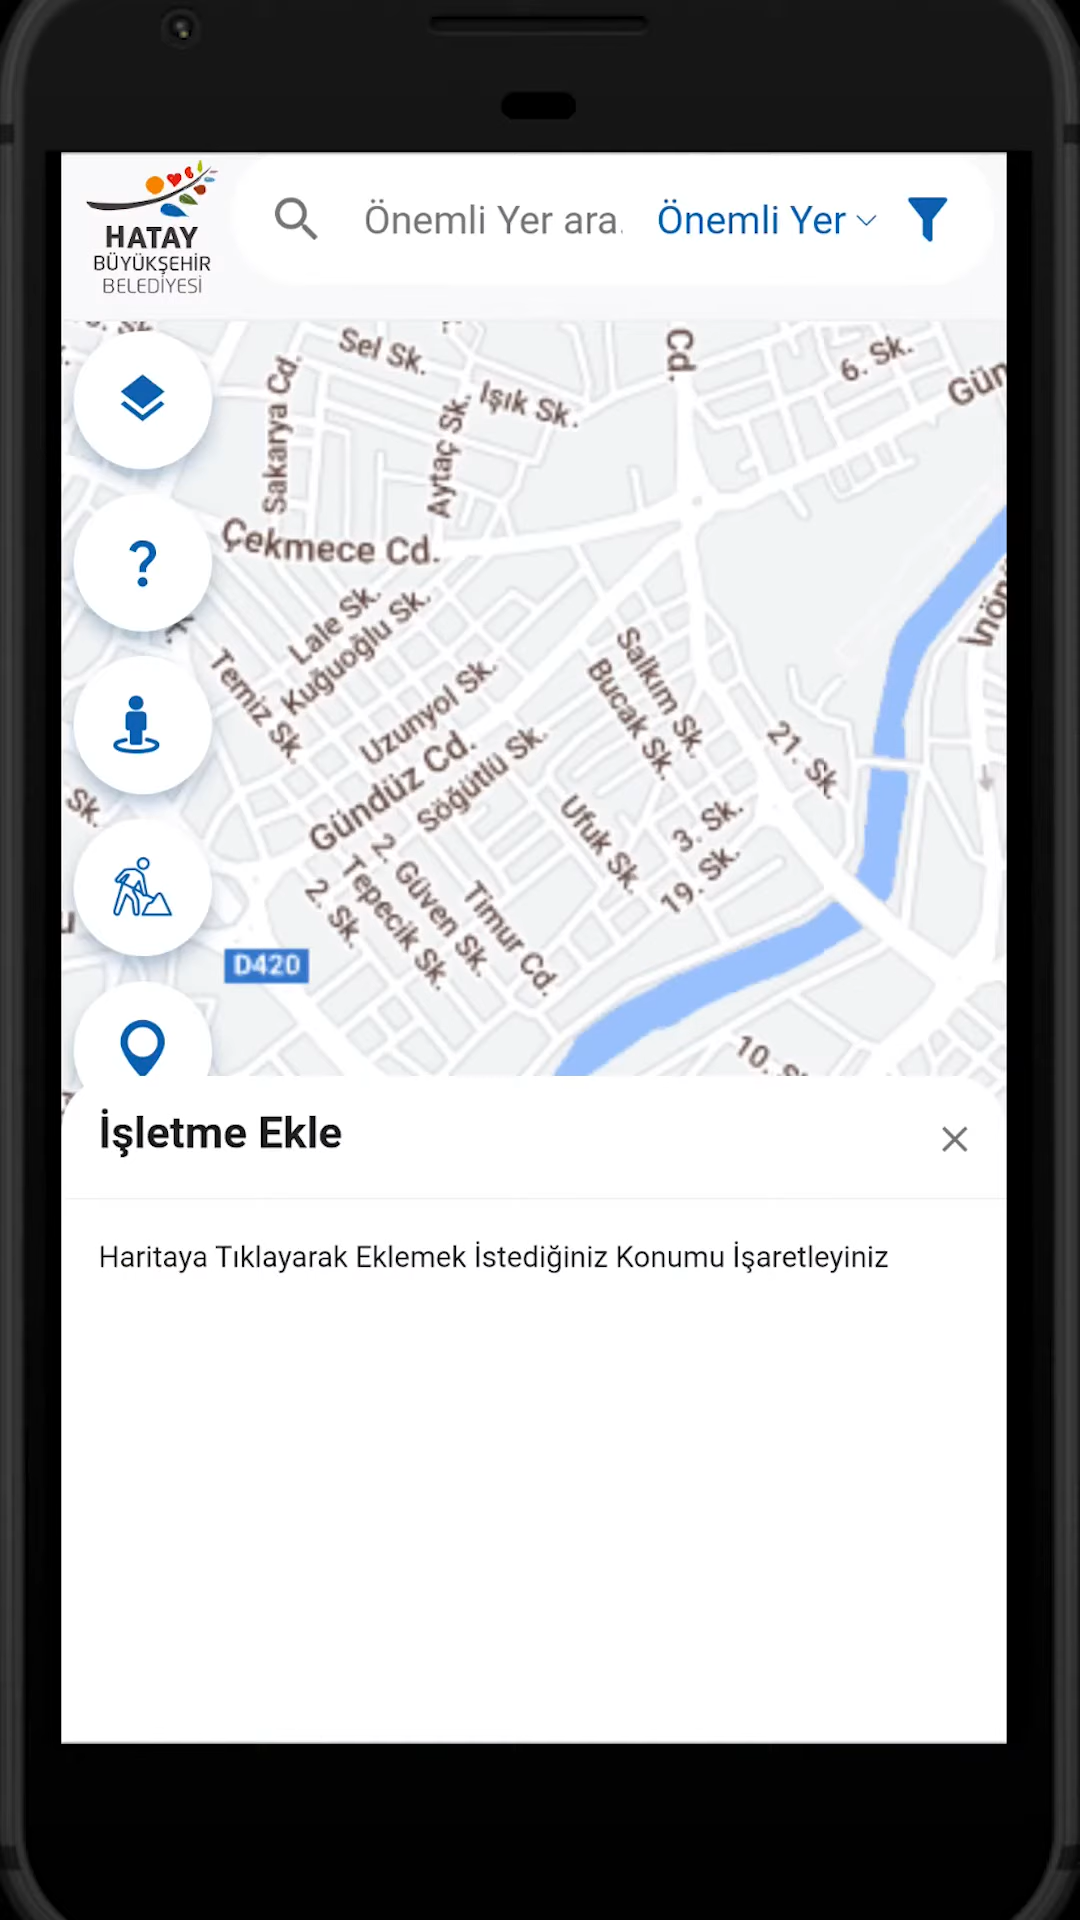 HATAY
BÜYÜKŞEHİR
BELEDİYESİ
Önemli Yer ara.
Önemli Yer
Sel Sk.
Cd.
6. Sk.
Sakarya Cd.
Işık Sk.
Gün
Aytaç Sk.
Çekmece Cd.
Lale Sk.
Kuğuoğlu Sk.
İnön
Temiz Sk.
Salkım Sk.
Bucak Sk.
Uzunyol Sk.
Gündüz Cd.
Söğütlü Sk.
21. Sk.
Sk.
Ufuk Sk.
3. Sk.
19. Sk.
2. Güven Sk.
Tepecik Sk.
2. Sk.
Timur Cd.
D420
10. S
İşletme Ekle
Haritaya Tıklayarak Eklemek İstediğiniz Konumu İşaretleyiniz